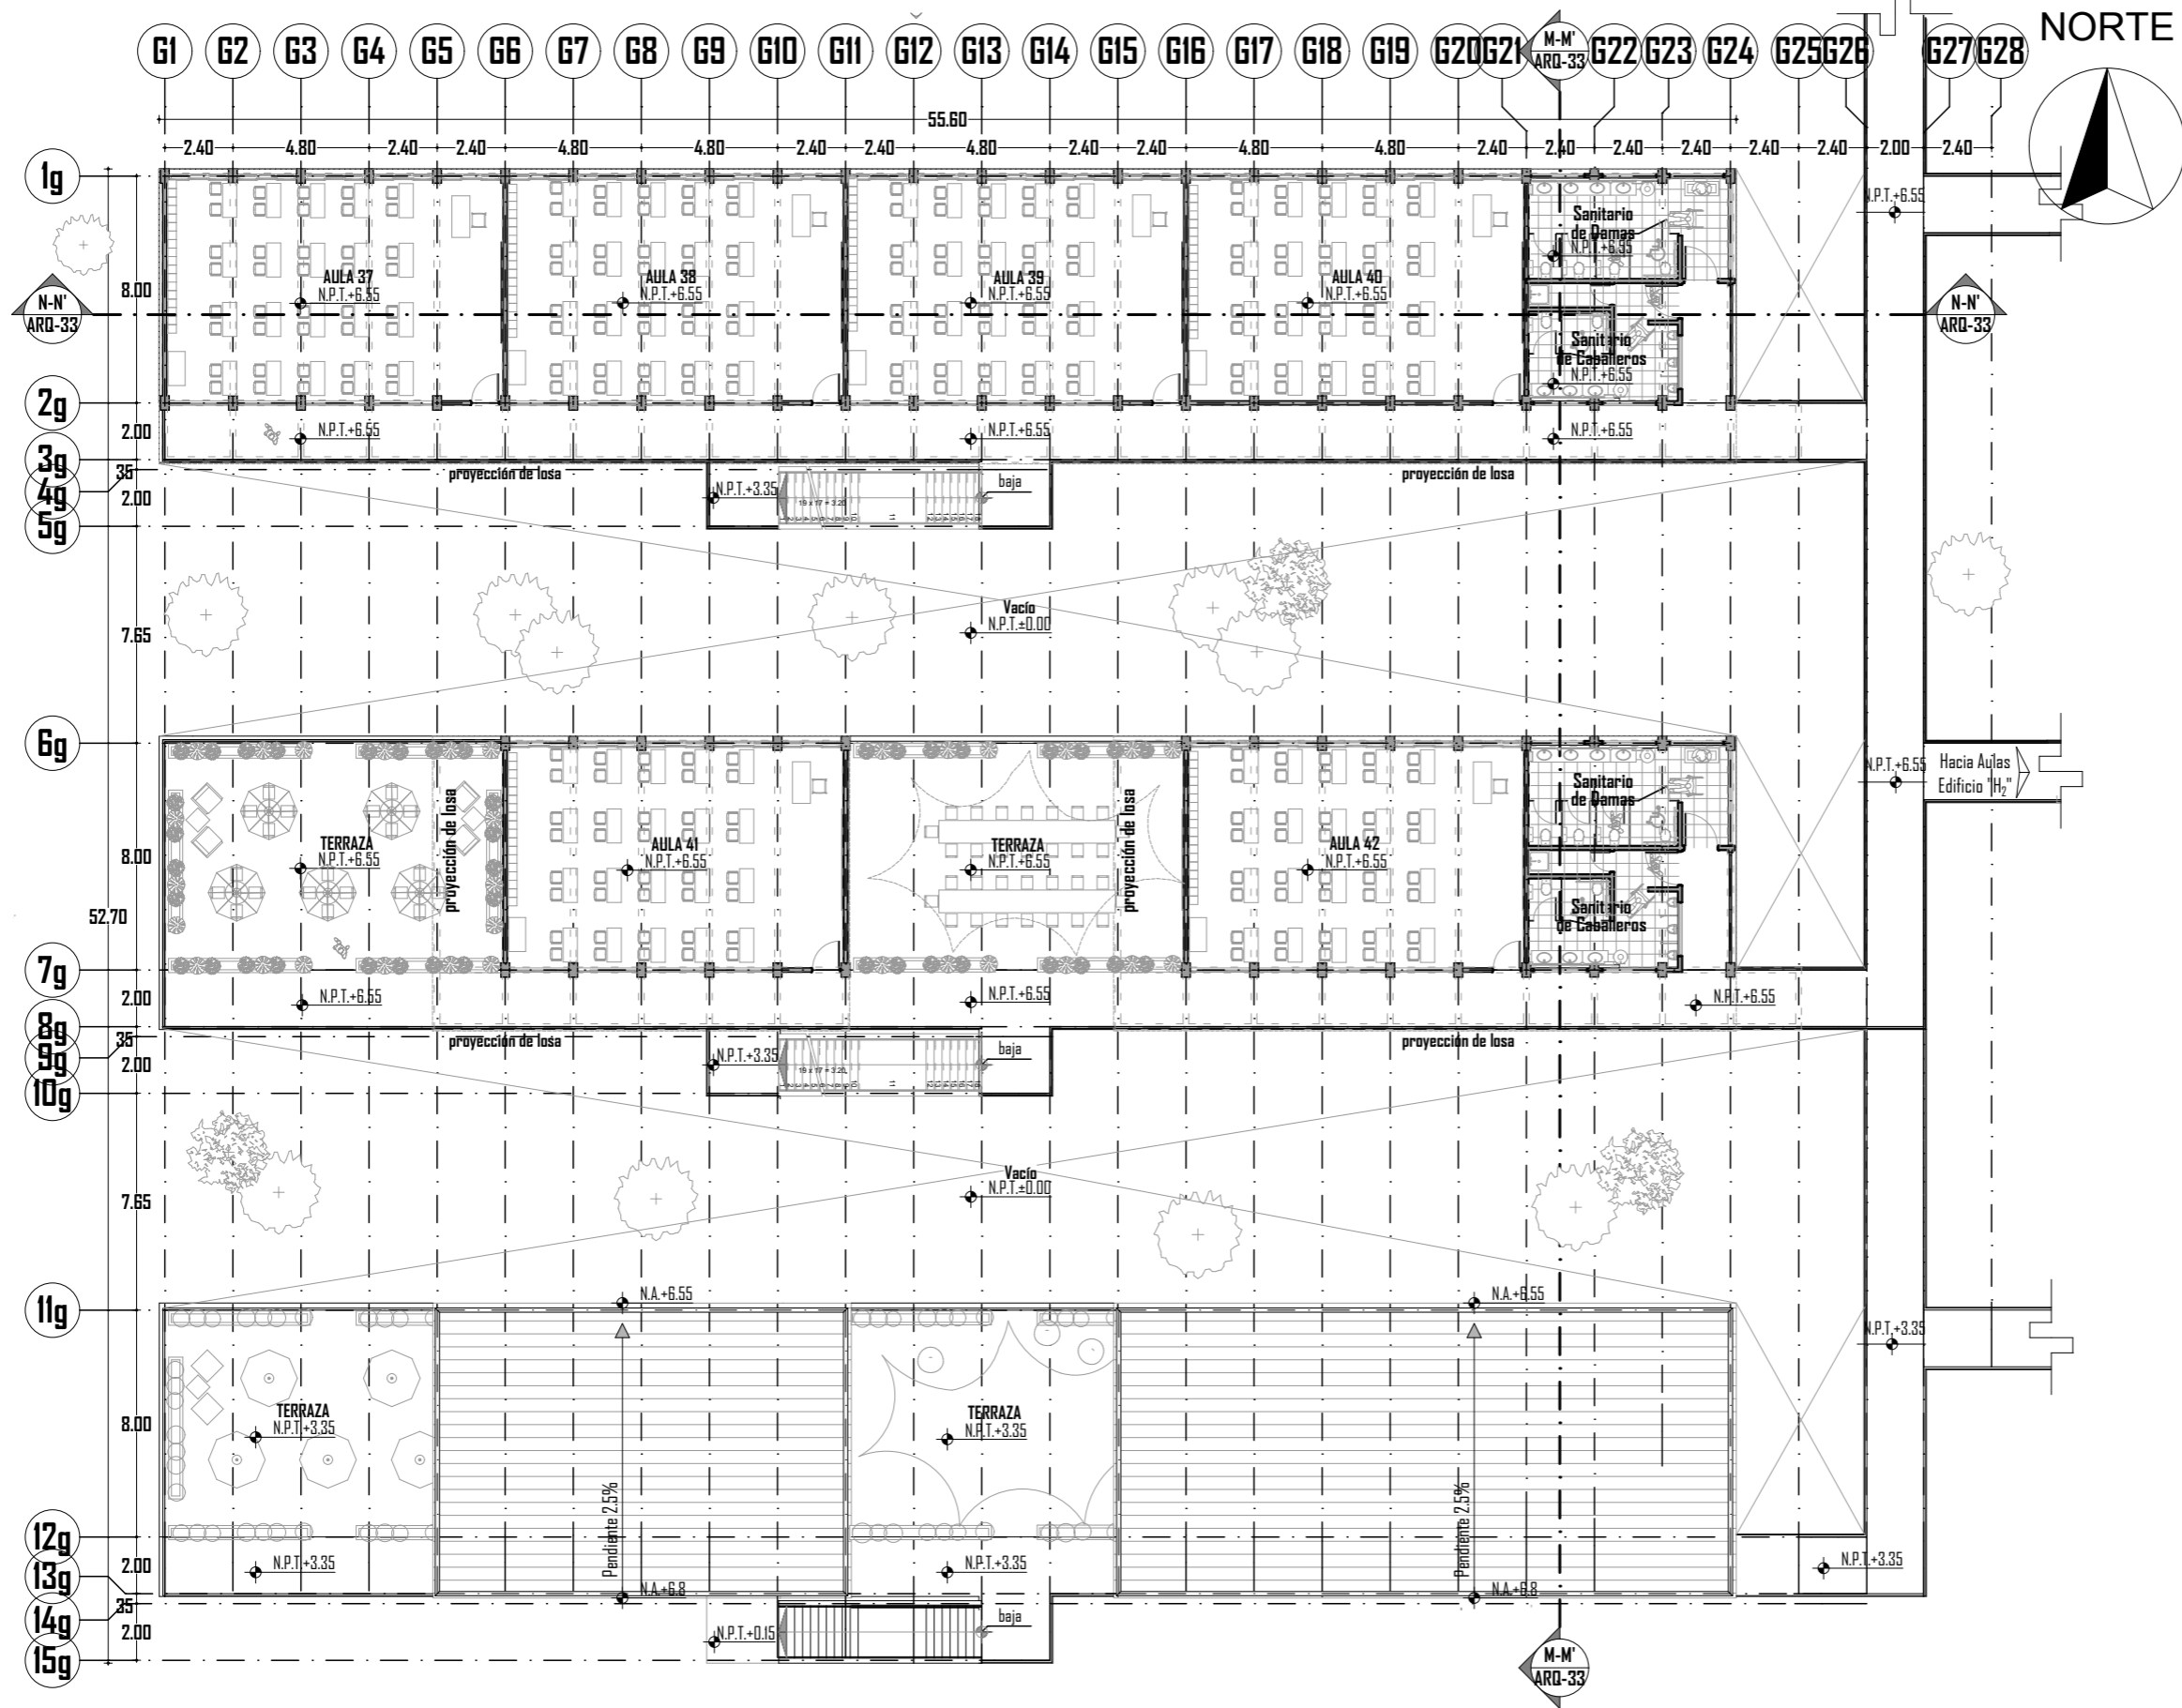 G1 G2 G3 G4 G5 G6 G7 G8 G9 G10 G11 G12 G13 G14 G15 G16 G17 G18 G19 G20 G21 G22 G23 G24 G25 G26 G27 G28
M-M'
ARQ-33
NORTE
55.60
2.40 4.80 2.40 2.40 4.80 4.80 2.40 2.40 4.80 2.40 2.40 4.80 4.80 2.40 2.40 2.40 2.40 2.40 2.40 2.00 2.40
1g
N.P.T.+6.55
Sanitario
de Damas
N.P.T.+6.95
AULA 37
N.P.T.+6.55
AULA 38
N.P.T.+6.55
AULA 39
N.P.T.+6.55
AULA 40
N.P.T.+6.55
8.00
N-N'
ARQ-33
N-N'
ARQ-33
Sanitario
de Caballeros
N.P.T.+6.55
2g
2.00
N.P.T.+6.55
N.P.T.+6.55
N.P.T.+6.55
3g
35
proyección de losa
proyección de losa
4g
2.00
N.P.T.+3.35
19 x 17 = 3.20
baja
5g
Vacío
N.P.T.±0.00
7.65
6g
N.P.T.+6.55
Hacia Aulas
Edificio "H2"
Sanitario
de Damas
proyección de losa
proyección de losa
TERRAZA
N.P.T.+6.55
AULA 41
N.P.T.+6.55
TERRAZA
N.P.T.+6.55
AULA 42
N.P.T.+6.55
8.00
52.70
Sanitario
de Caballeros
7g
2.00
N.P.T.+6.55
N.P.T.+6.55
N.P.T.+6.55
8g
35
proyección de losa
proyección de losa
9g
2.00
N.P.T.+3.35
19 x 17 = 3.20
baja
10g
Vacío
N.P.T.±0.00
7.65
11g
N.A.+6.55
N.A.+6.55
N.P.T.+3.35
TERRAZA
N.P.T.+3.35
TERRAZA
N.P.T.+3.35
8.00
Pendiente 2.5%
Pendiente 2.5%
12g
2.00
N.P.T.+3.35
N.P.T.+3.35
N.P.T.+3.35
13g
N.A.+6.8
N.A.+6.8
35
14g
2.00
N.P.T.+0.15
baja
15g
M-M'
ARQ-33